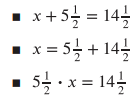 ▪ x + 5½ = 14½
▪ x = 5½ + 14½
▪ 5½ · x = 14½